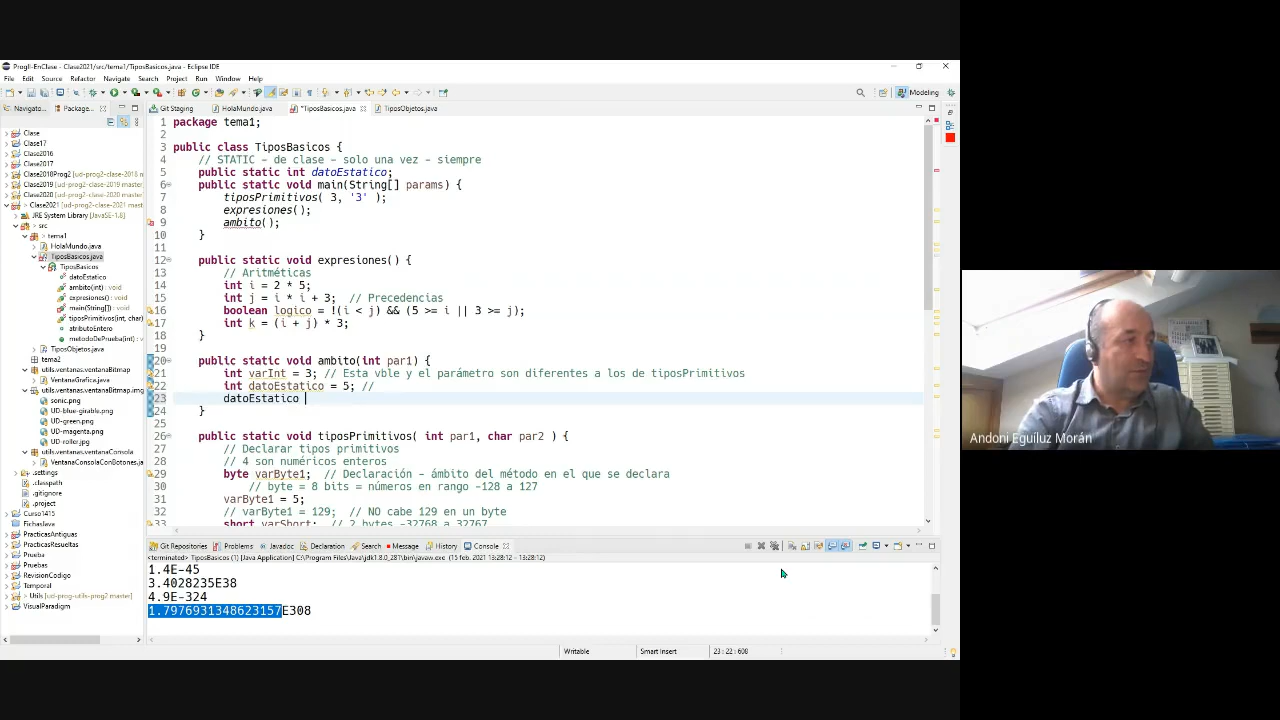 ProgII-EnClase - Clase2021/src/tema1/TiposBasicos.java - Eclipse IDE
File Edit Source Refactor Navigate Search Project Run Window Help
Modeling
Navigato...
Package...
Git Staging
HolaMundo.java
*TiposBasicos.java
TiposObjetos.java
Clase
Clase17
Clase2016
Clase2017
Clase2018Prog2 [ud-prog2-clase-2018 m
Clase2019 [ud-prog2-clase-2019 master]
Clase2020 [ud-prog2-clase-2020 master]
> Clase2021 [ud-prog2-clase-2021 master]
JRE System Library [JavaSE-1.8]
> src
> tema1
HolaMundo.java
TiposBasicos.java
TiposBasicos
datoEstatico
ambito(int) : void
expresiones() : void
main(String[]) : void
tiposPrimitivos(int, char)
atributoEntero
metodoDePrueba(int) :
TiposObjetos.java
tema2
utils.ventanas.ventanaBitmap
VentanaGrafica.java
utils.ventanas.ventanaBitmap.img
sonic.png
UD-blue-girable.png
UD-green.png
UD-magenta.png
UD-roller.jpg
utils.ventanas.ventanaConsola
VentanaConsolaConBotones.ja
.settings
.classpath
.gitignore
.project
Curso1415
FichasJava
PracticasAntiguas
PracticasResueltas
Prueba
Pruebas
RevisionCodigo
Temporal
> Utils [ud-prog-utils-prog2 master]
VisualParadigm
1 package tema1;
2
3 public class TiposBasicos {
4 // STATIC - de clase - solo una vez - siempre
5 public static int datoEstatico;
6 public static void main(String[] params) {
7 tiposPrimitivos( 3, '3' );
8 expresiones();
9 ambito();
10 }
11
12 public static void expresiones() {
13 // Aritméticas
14 int i = 2 * 5;
15 int j = i * i + 3; // Precedencias
16 boolean logico = !(i < j) && (5 >= i || 3 >= j);
17 int k = (i + j) * 3;
18 }
19
20 public static void ambito(int par1) {
21 int varInt = 3; // Esta vble y el parámetro son diferentes a los de tiposPrimitivos
22 int datoEstatico = 5; //
23 datoEstatico
24 }
25
26 public static void tiposPrimitivos( int par1, char par2 ) {
27 // Declarar tipos primitivos
28 // 4 son numéricos enteros
29 byte varByte1; // Declaración - ámbito del método en el que se declara
30 // byte = 8 bits = números en rango -128 a 127
31 varByte1 = 5;
32 // varByte1 = 129; // NO cabe 129 en un byte
33 short varShort; // 2 bytes -32768 a 32767
Git Repositories
Problems
Javadoc
Declaration
Search
Message
History
Console
<terminated> TiposBasicos (1) [Java Application] C:\Program Files\Java\jdk1.8.0_281\bin\javaw.exe (15 feb. 2021 13:28:12 – 13:28:12)
1.4E-45
3.4028235E38
4.9E-324
1.7976931348623157E308
Writable
Smart Insert
23 : 22 : 608
Andoni Eguíluz Morán